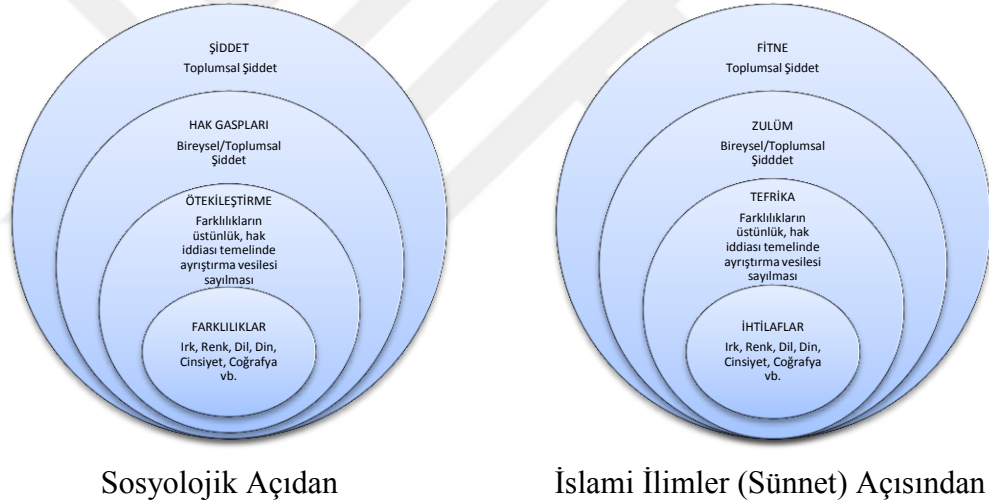 ŞİDDET
Toplumsal Şiddet
HAK GASPLARI
Bireysel/Toplumsal
Şiddet
ÖTEKİLEŞTİRME
Farklılıkların
üstünlük, hak
iddiası temelinde
ayrıştırma vesilesi
sayılması
FARKLILIKLAR
Irk, Renk, Dil, Din,
Cinsiyet, Coğrafya
vb.
Sosyolojik Açıdan
FİTNE
Toplumsal Şiddet
ZULÜM
Bireysel/Toplumsal
Şidddet
TEFRİKA
Farklılıkların
üstünlük, hak
iddiası temelinde
ayrıştırma vesilesi
sayılması
İHTİLAFLAR
Irk, Renk, Dil, Din,
Cinsiyet, Coğrafya
vb.
İslami İlimler (Sünnet) Açısından